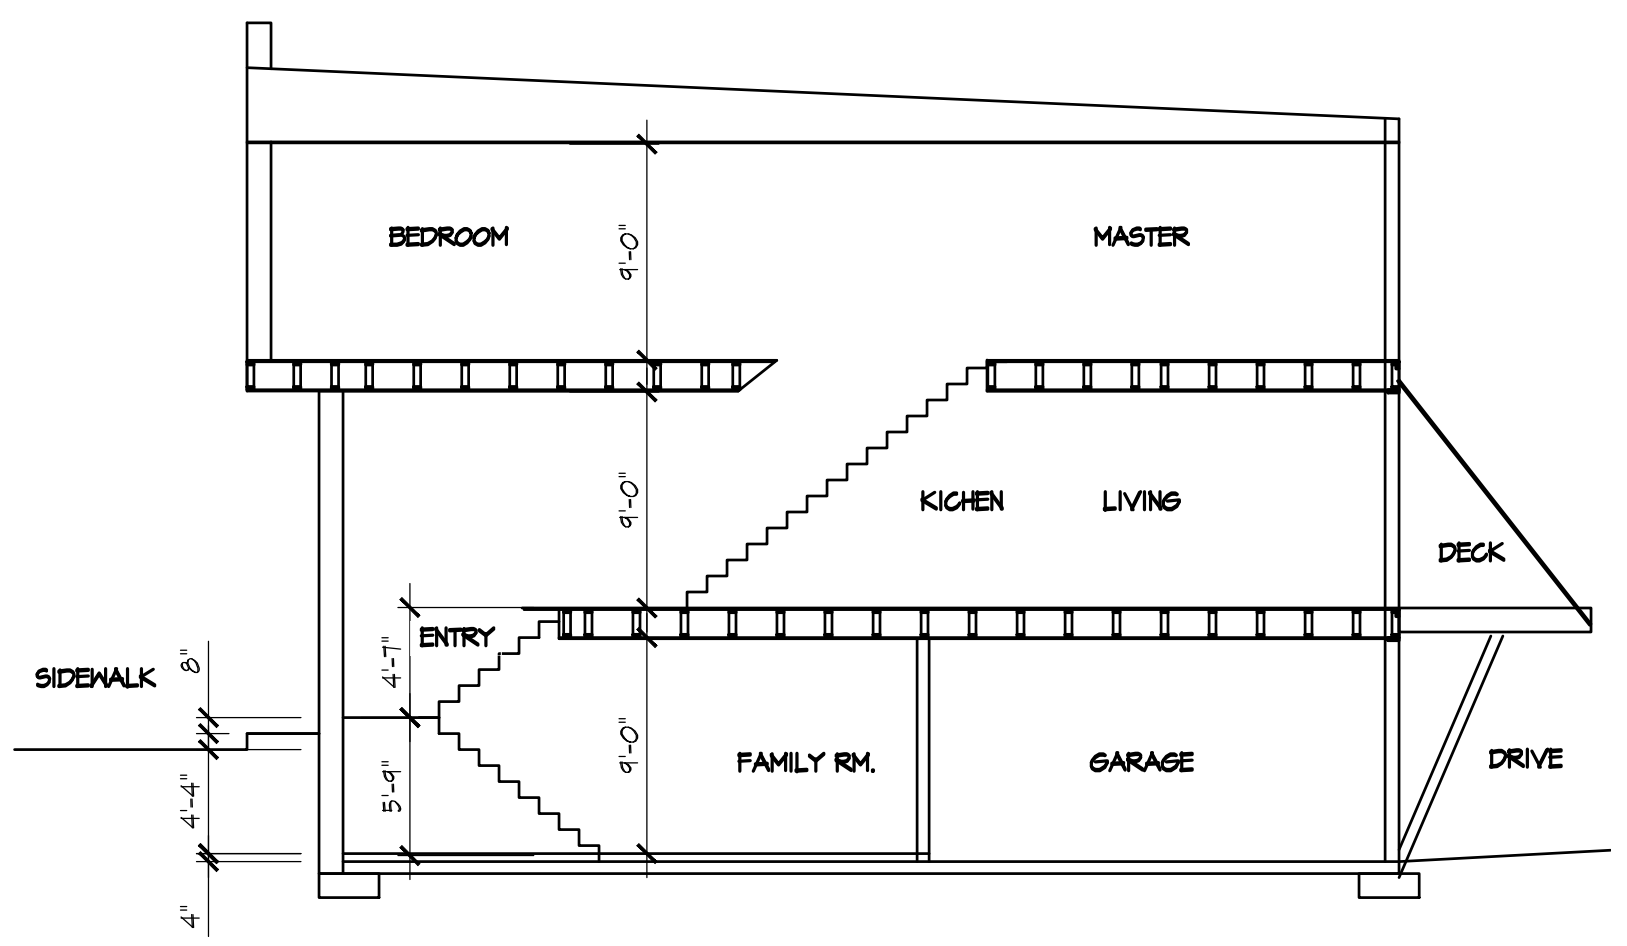 BEDROOM
9'-0"
MASTER
9'-0"
KICHEN
LIVING
DECK
ENTRY
4'-7"
SIDEWALK
8"
9'-0"
FAMILY RM.
GARAGE
DRIVE
5'-9"
4'-4"
4"